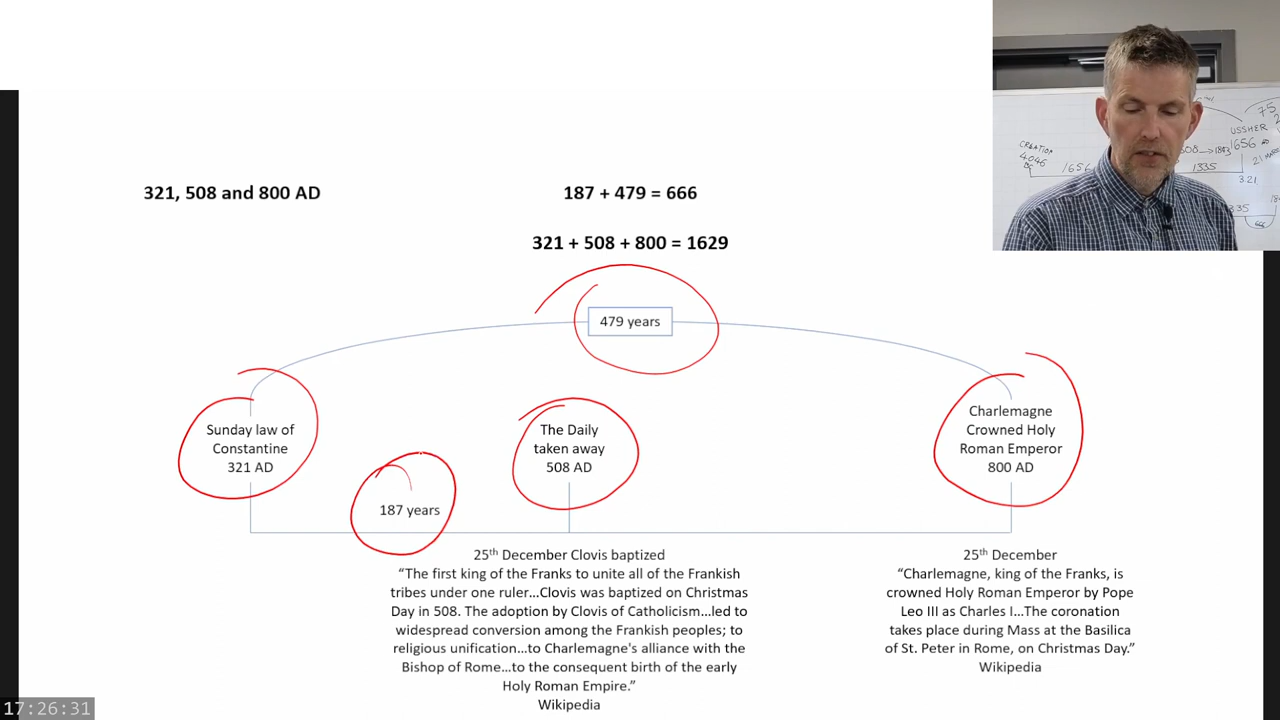 321, 508 and 800 AD
187 + 479 = 666
321 + 508 + 800 = 1629
479 years
Sunday law of
Constantine
321 AD
The Daily
taken away
508 AD
Charlemagne
Crowned Holy
Roman Emperor
800 AD
187 years
25th December Clovis baptized
“The first king of the Franks to unite all of the Frankish
tribes under one ruler...Clovis was baptized on Christmas
Day in 508. The adoption by Clovis of Catholicism...led to
widespread conversion among the Frankish peoples; to
religious unification...to Charlemagne's alliance with the
Bishop of Rome...to the consequent birth of the early
Holy Roman Empire.”
Wikipedia
25th December
“Charlemagne, king of the Franks, is
crowned Holy Roman Emperor by Pope
Leo III as Charles I...The coronation
takes place during Mass at the Basilica
of St. Peter in Rome, on Christmas Day.”
Wikipedia
CREATION
4046
BC
1656
USSHER
1656
1335
321
17:26:31